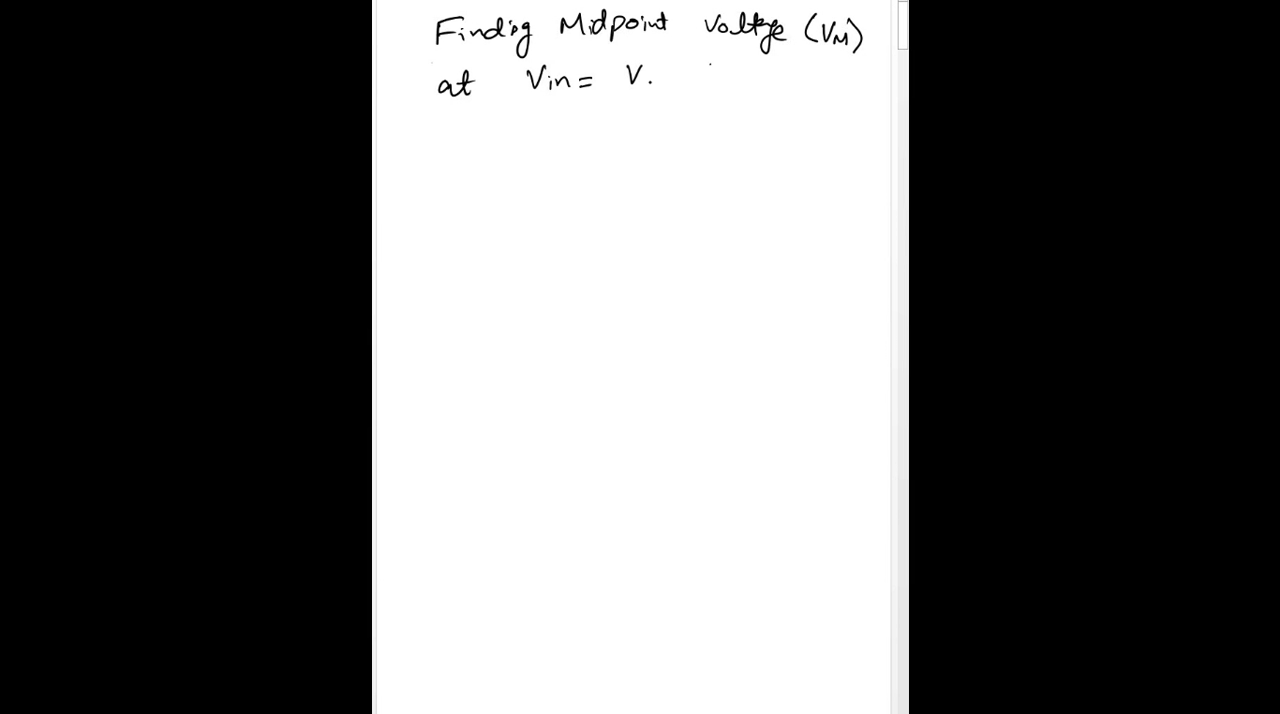 Finding Midpoint Voltage (VM)
at Vin = V.